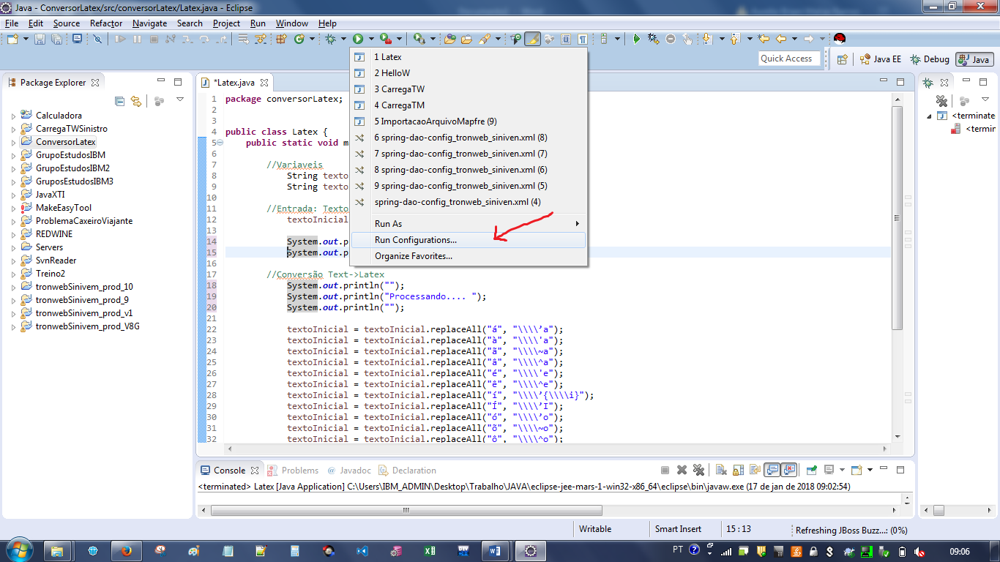 Java - ConversorLatex/src/conversorLatex/Latex.java - Eclipse
File Edit Source Refactor Navigate Search Project Run Window Help
Quick Access
Java EE
Debug
Java
Package Explorer
Calculadora
CarregaTWSinistro
ConversorLatex
GrupoEstudosIBM
GrupoEstudosIBM2
GruposEstudosIBM3
JavaXTI
MakeEasyTool
ProblemaCaxeiroViajante
REDWINE
Servers
SvnReader
Treino2
tronwebSinivem_prod_10
tronwebSinivem_prod_9
tronwebSinivem_prod_v1
tronwebSinivem_prod_V8G
*Latex.java
1 package conversorLatex;
2
3
4 public class Latex {
5 public static void m
6
7 //Variaveis
8 String texto
9 String texto
10
11 //Entrada: Texto
12 textoInicial
13
14 System.out.p
15 System.out.p
16
17 //Conversão Text->Latex
18 System.out.println("");
19 System.out.println("Processando.... ");
20 System.out.println("");
21
22 textoInicial = textoInicial.replaceAll("á", "\\\\’a");
23 textoInicial = textoInicial.replaceAll("à", "\\\\'a");
24 textoInicial = textoInicial.replaceAll("ã", "\\\\~a");
25 textoInicial = textoInicial.replaceAll("â", "\\\\^a");
26 textoInicial = textoInicial.replaceAll("é", "\\\\'e");
27 textoInicial = textoInicial.replaceAll("ê", "\\\\^e");
28 textoInicial = textoInicial.replaceAll("í", "\\\\’{\\\\i}");
29 textoInicial = textoInicial.replaceAll("Í", "\\\\’I");
30 textoInicial = textoInicial.replaceAll("ó", "\\\\’o");
31 textoInicial = textoInicial.replaceAll("õ", "\\\\~o");
32 textoInicial = textoInicial.replaceAll("ô", "\\\\^o");
1 Latex
2 HelloW
3 CarregaTW
4 CarregaTM
5 ImportacaoArquivoMapfre (9)
6 spring-dao-config_tronweb_siniven.xml (8)
7 spring-dao-config_tronweb_siniven.xml (7)
8 spring-dao-config_tronweb_siniven.xml (6)
9 spring-dao-config_tronweb_siniven.xml (5)
spring-dao-config_tronweb_siniven.xml (4)
Run As
Run Configurations...
Organize Favorites...
<terminate
<termir
Console Problems @ Javadoc Declaration
<terminated> Latex [Java Application] C:\Users\IBM_ADMIN\Desktop\Trabalho\JAVA\eclipse-jee-mars-1-win32-x86_64\eclipse\bin\javaw.exe (17 de jan de 2018 09:02:54)
Writable Smart Insert 15 : 13 Refreshing JBoss Buzz...: (0%)
PT 09:06